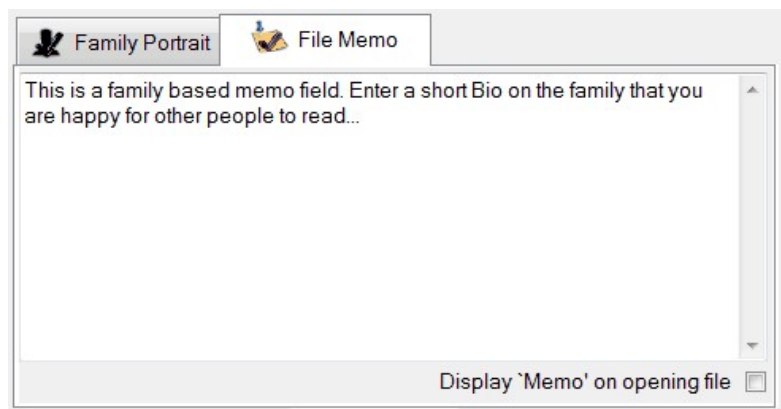 Family Portrait
File Memo
This is a family based memo field. Enter a short Bio on the family that you
are happy for other people to read...
Display `Memo' on opening file